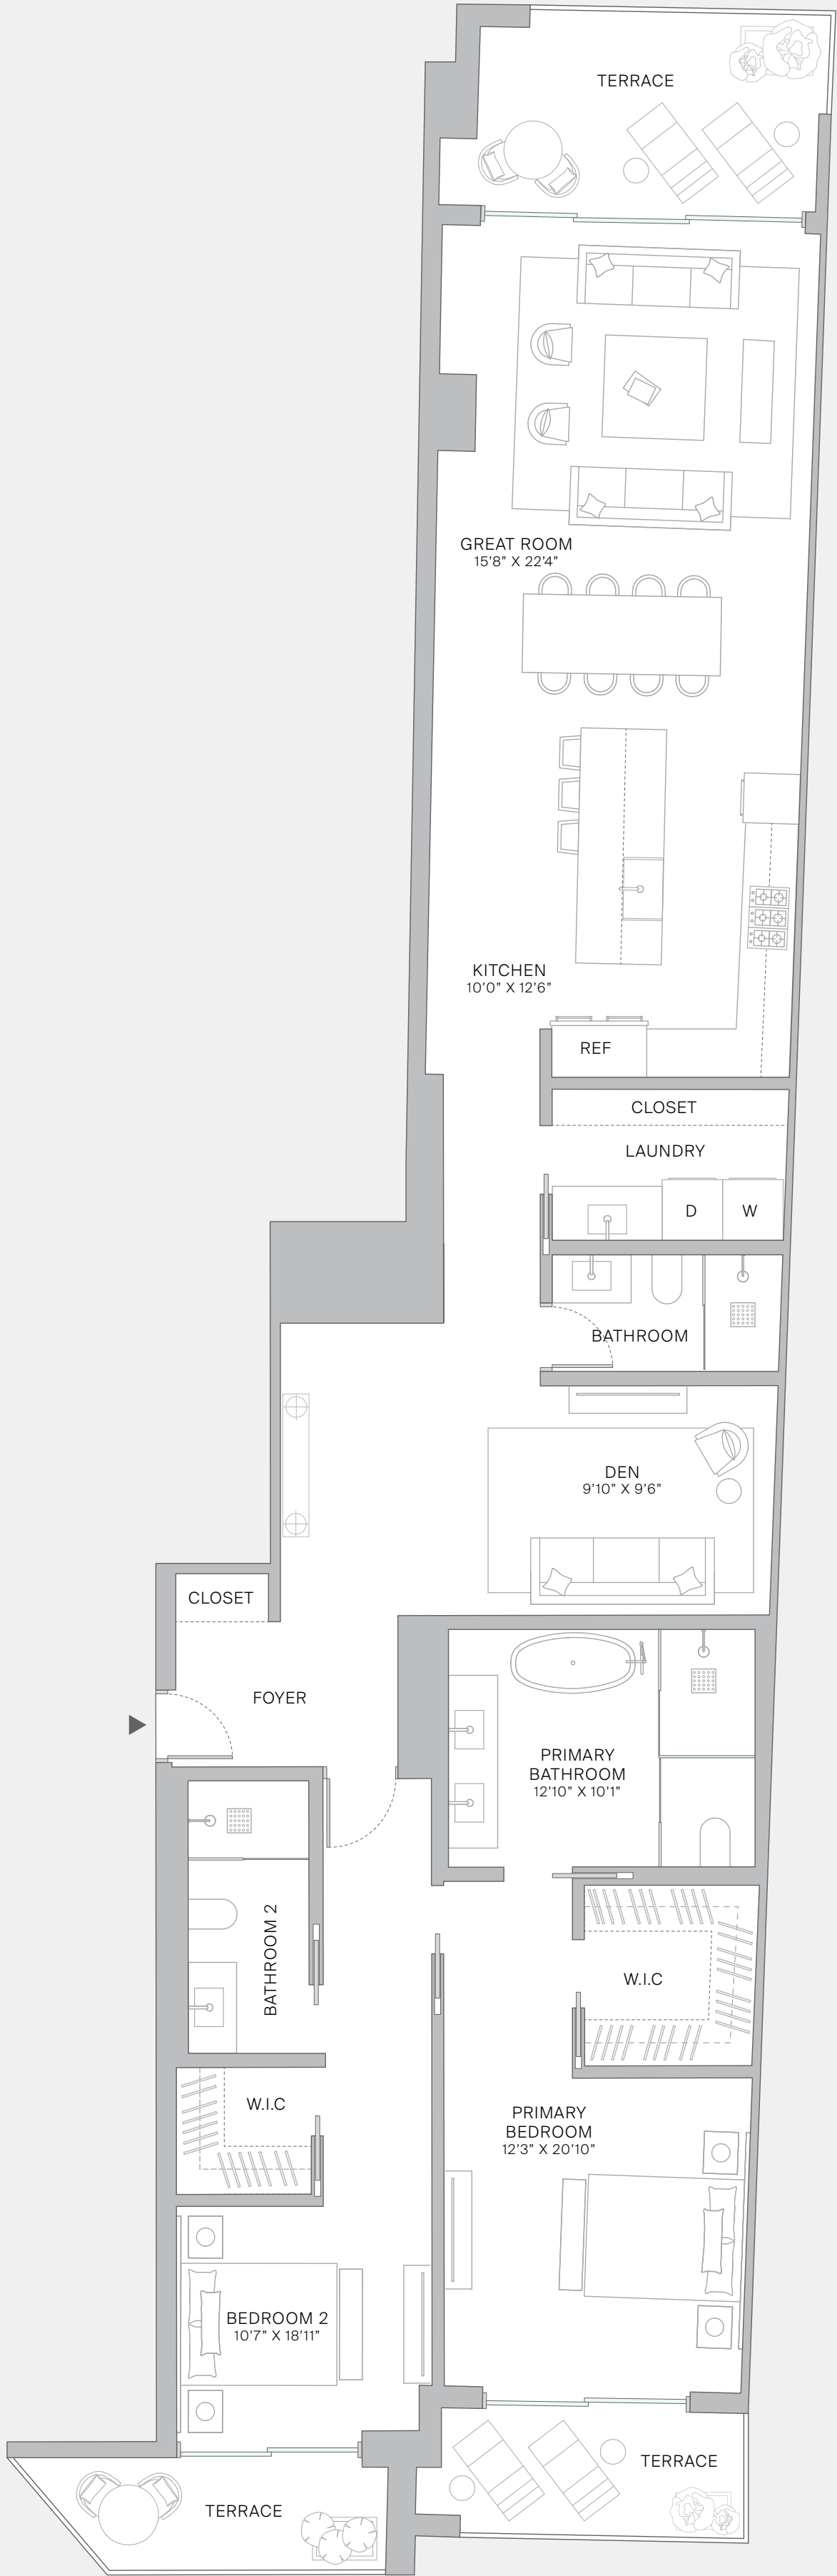 TERRACE
GREAT ROOM
15'8" X 22'4"
KITCHEN
10'0" X 12'6"
REF
CLOSET
LAUNDRY
D
W
BATHROOM
DEN
9'10" X 9'6"
CLOSET
FOYER
PRIMARY
BATHROOM
12'10" X 10'1"
BATHROOM 2
W.I.C
W.I.C
PRIMARY
BEDROOM
12'3" X 20'10"
BEDROOM 2
10'7" X 18'11"
TERRACE
TERRACE